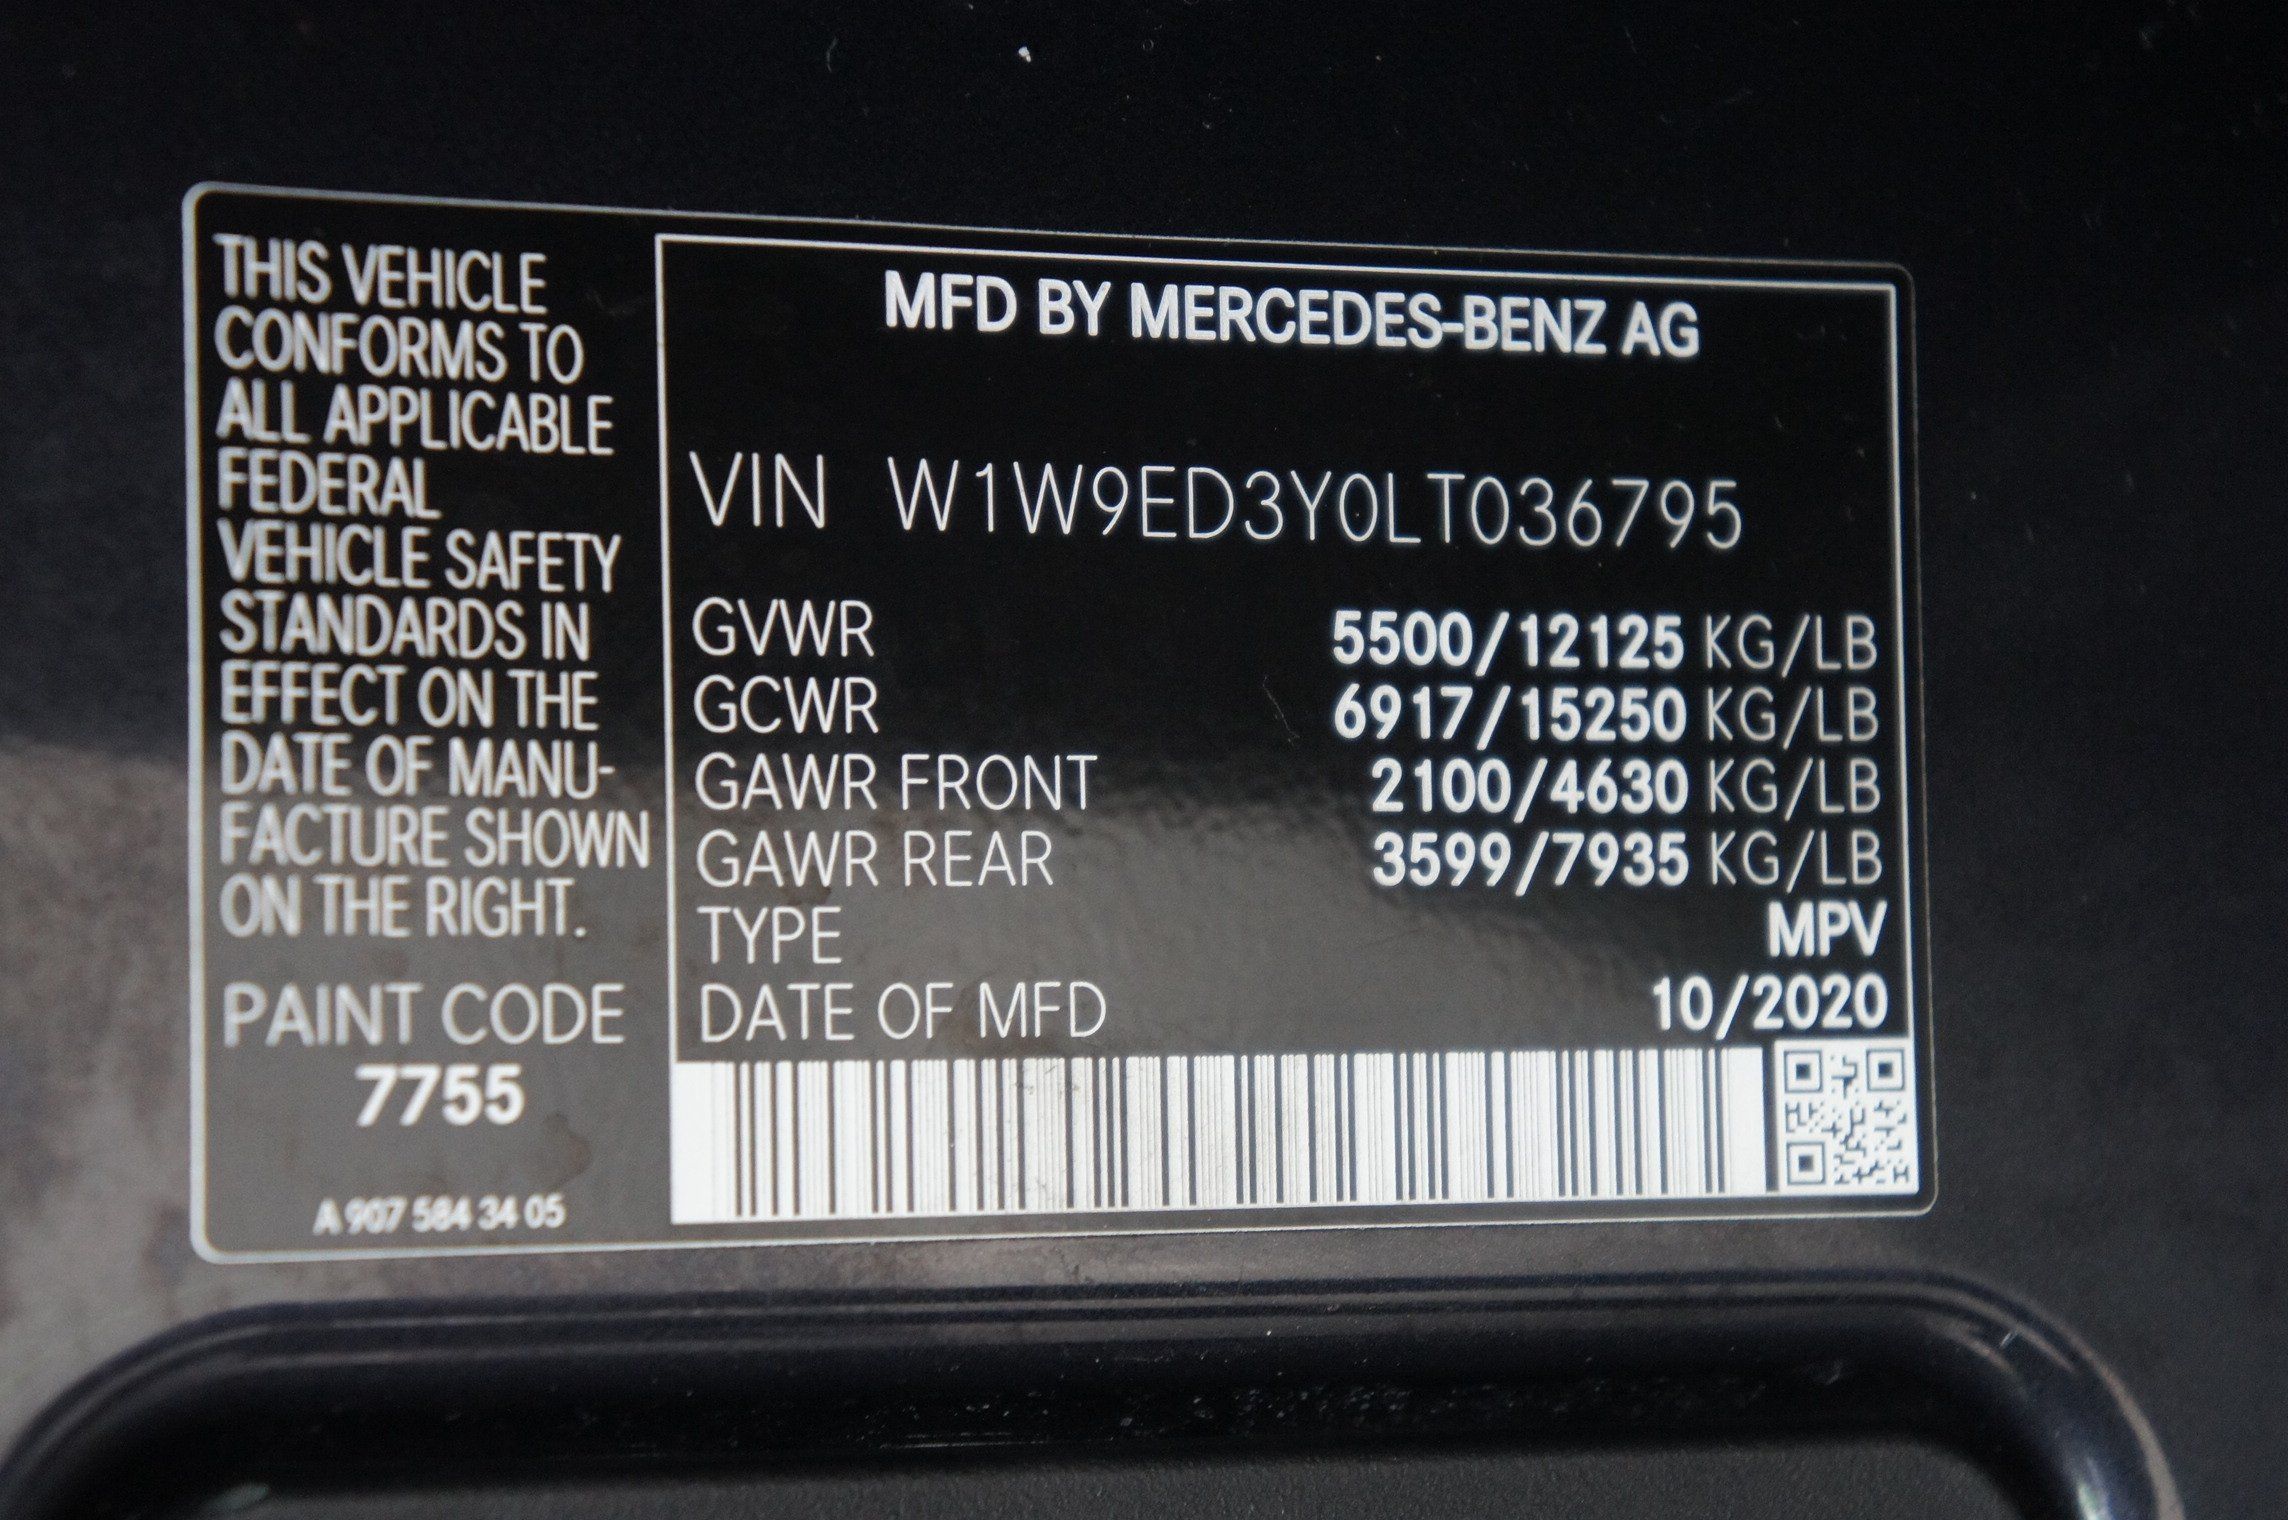 THIS VEHICLE
CONFORMS TO
ALL APPLICABLE
FEDERAL
VEHICLE SAFETY
STANDARDS IN
EFFECT ON THE
DATE OF MANU-
FACTURE SHOWN
ON THE RIGHT.
PAINT CODE
7755
A 907 584 34 05
MFD BY MERCEDES-BENZ AG
VIN W1W9ED3Y0LT036795
GVWR 5500/12125 KG/LB
GCWR 6917/15250 KG/LB
GAWR FRONT 2100/4630 KG/LB
GAWR REAR 3599/7935 KG/LB
TYPE MPV
DATE OF MFD 10/2020